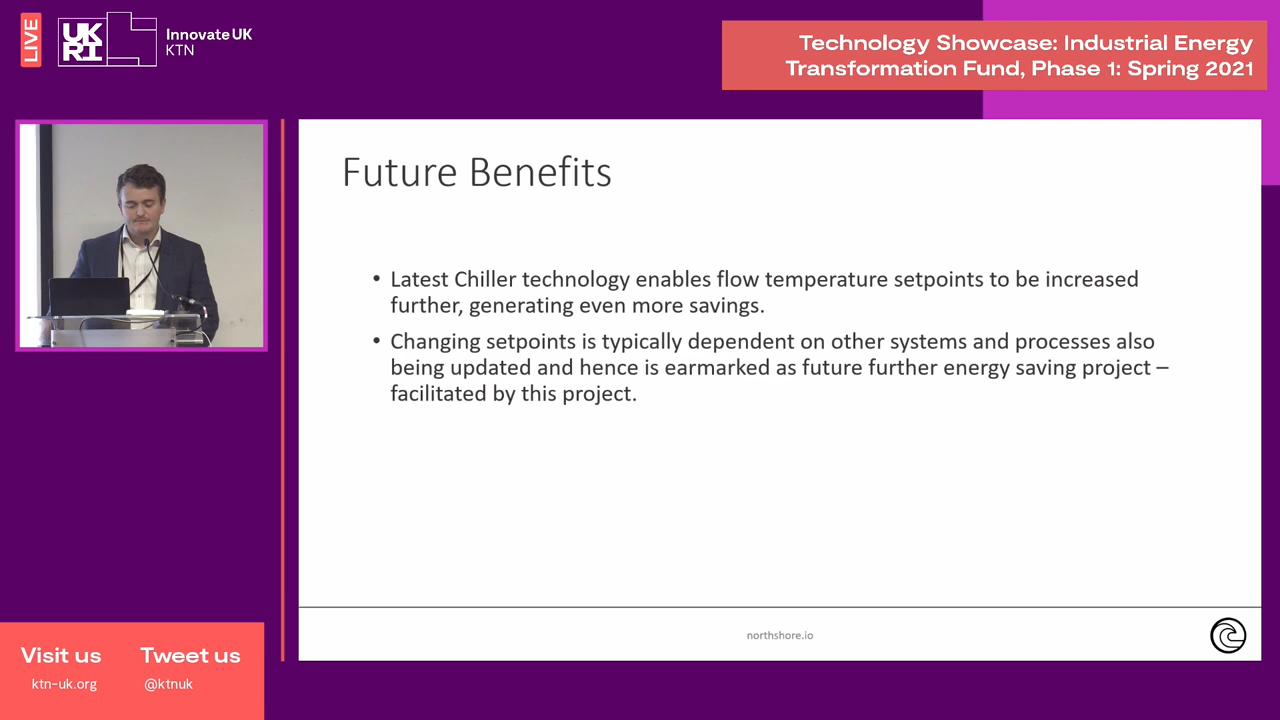 LIVE
UK
RI
Innovate UK
KTN
Technology Showcase: Industrial Energy
Transformation Fund, Phase 1: Spring 2021
Future Benefits
• Latest Chiller technology enables flow temperature setpoints to be increased
further, generating even more savings.
• Changing setpoints is typically dependent on other systems and processes also
being updated and hence is earmarked as future further energy saving project –
facilitated by this project.
northshore.io
Visit us
ktn-uk.org
Tweet us
@ktnuk